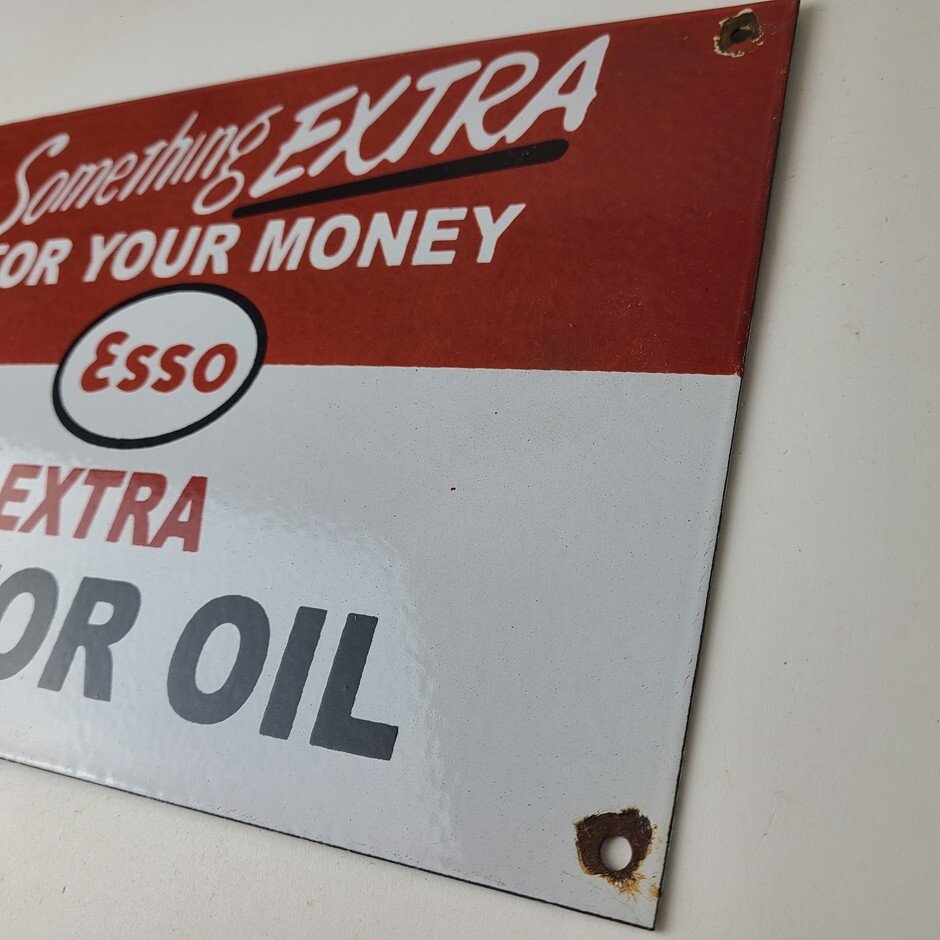 Something EXTRA
FOR YOUR MONEY
Esso
EXTRA
OR OIL